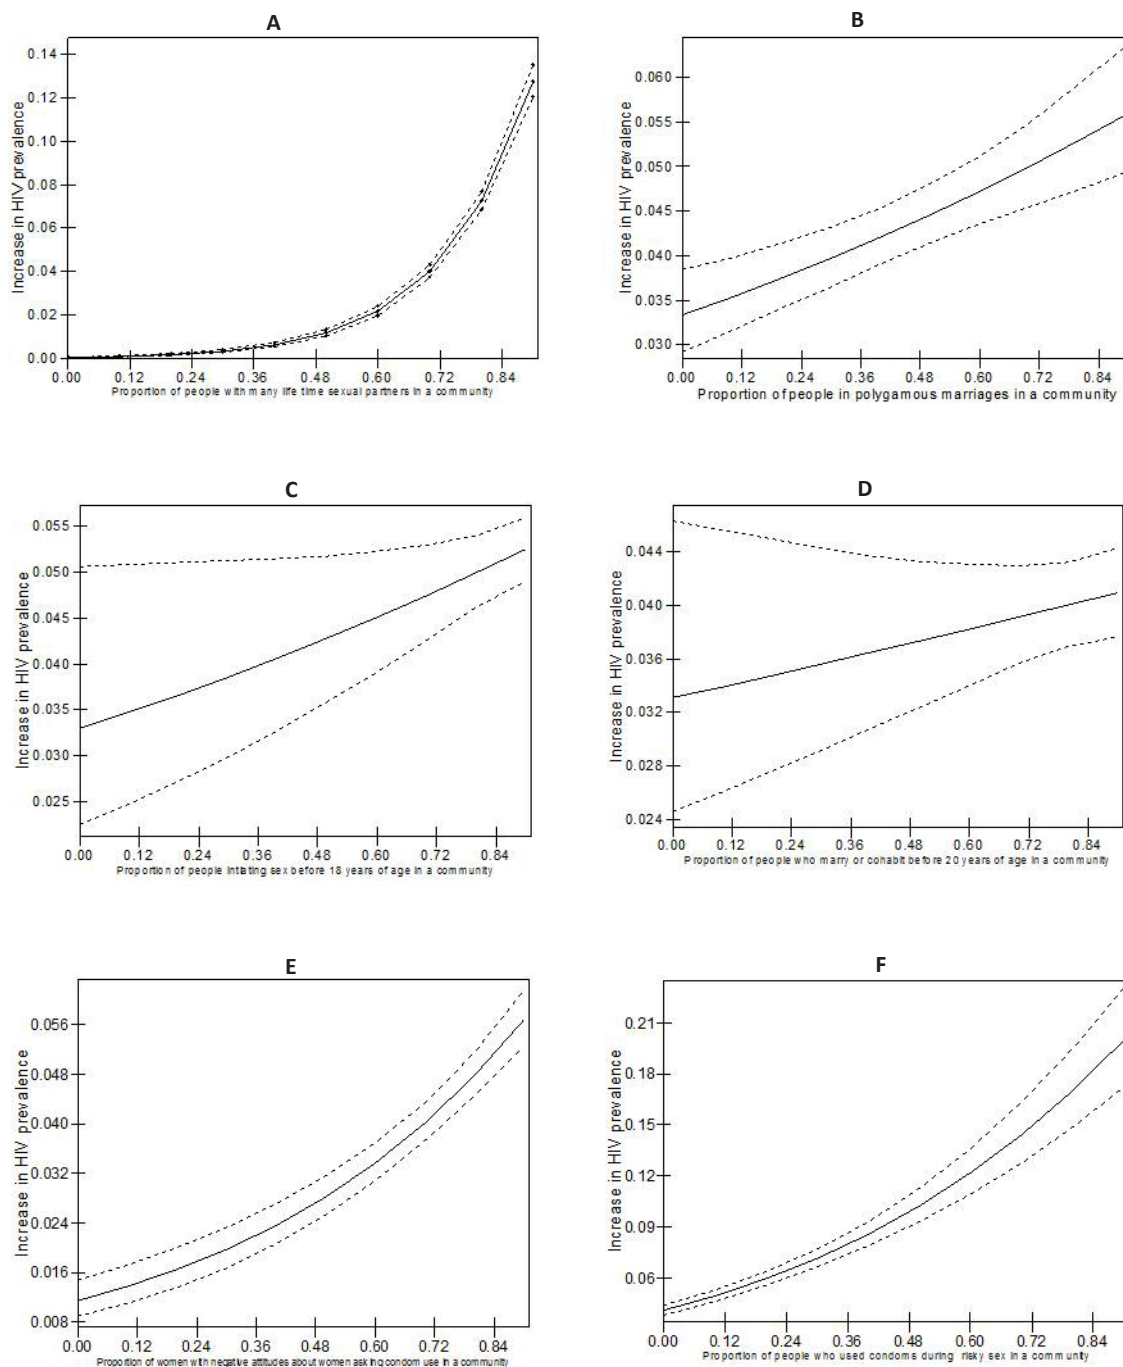 A
Increase in HIV prevalence
0.14
0.12
0.10
0.08
0.06
0.04
0.02
0.00
0.00 0.12 0.24 0.36 0.48 0.60 0.72 0.84
Proportion of people with many life time sexual partners in a community
B
Increase in HIV prevalence
0.060
0.055
0.050
0.045
0.040
0.035
0.030
0.00 0.12 0.24 0.36 0.48 0.60 0.72 0.84
Proportion of people in polygamous marriages in a community
C
Increase in HIV prevalence
0.055
0.050
0.045
0.040
0.035
0.030
0.025
0.00 0.12 0.24 0.36 0.48 0.60 0.72 0.84
Proportion of people intiating sex before 18 years of age in a community
D
Increase in HIV prevalence
0.044
0.040
0.036
0.032
0.028
0.024
0.00 0.12 0.24 0.36 0.48 0.60 0.72 0.84
Proportion of people who marry or cohabit before 20 years of age in a community
E
Increase in HIV prevalence
0.056
0.048
0.040
0.032
0.024
0.016
0.008
0.00 0.12 0.24 0.36 0.48 0.60 0.72 0.84
Proportion of women with negative attitudes about women asking condom use in a community
F
Increase in HIV prevalence
0.21
0.18
0.15
0.12
0.09
0.06
0.00 0.12 0.24 0.36 0.48 0.60 0.72 0.84
Proportion of people who used condoms during risky sex in a community